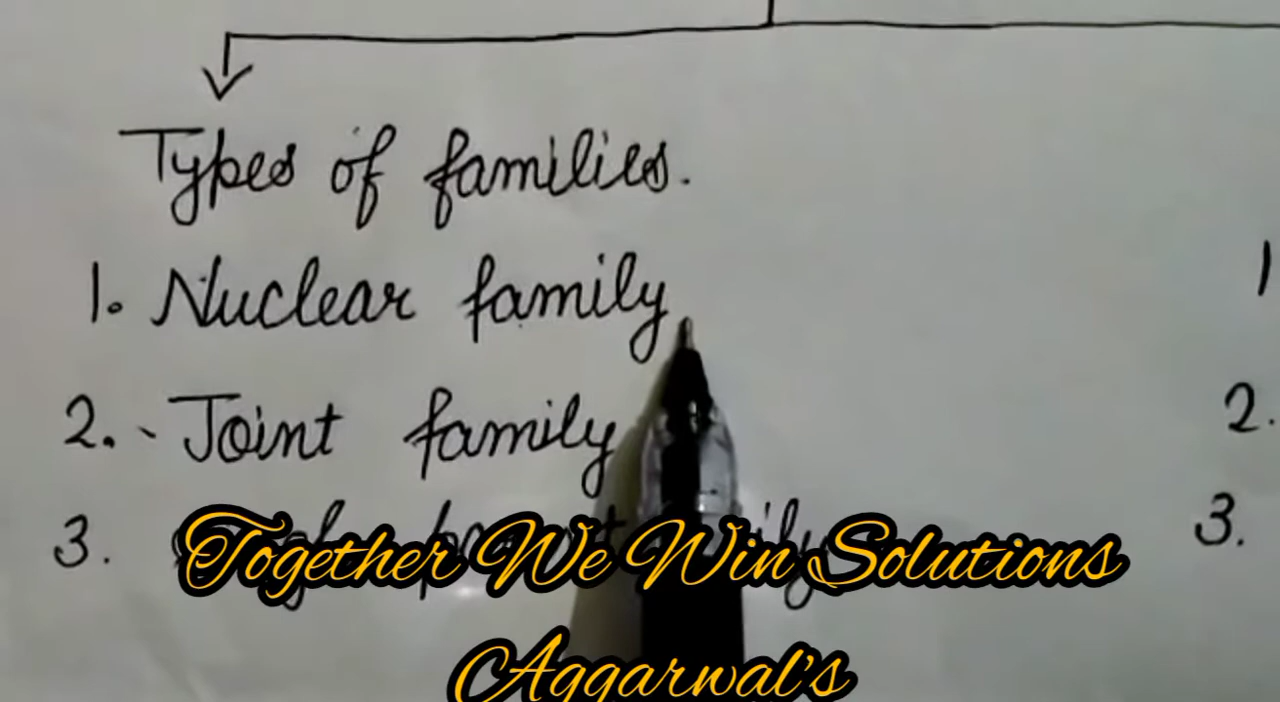 Types of families.
1. Nuclear family
2. Joint family
3.
1
2.
3.
Together We Win Solutions
Aggarwal's